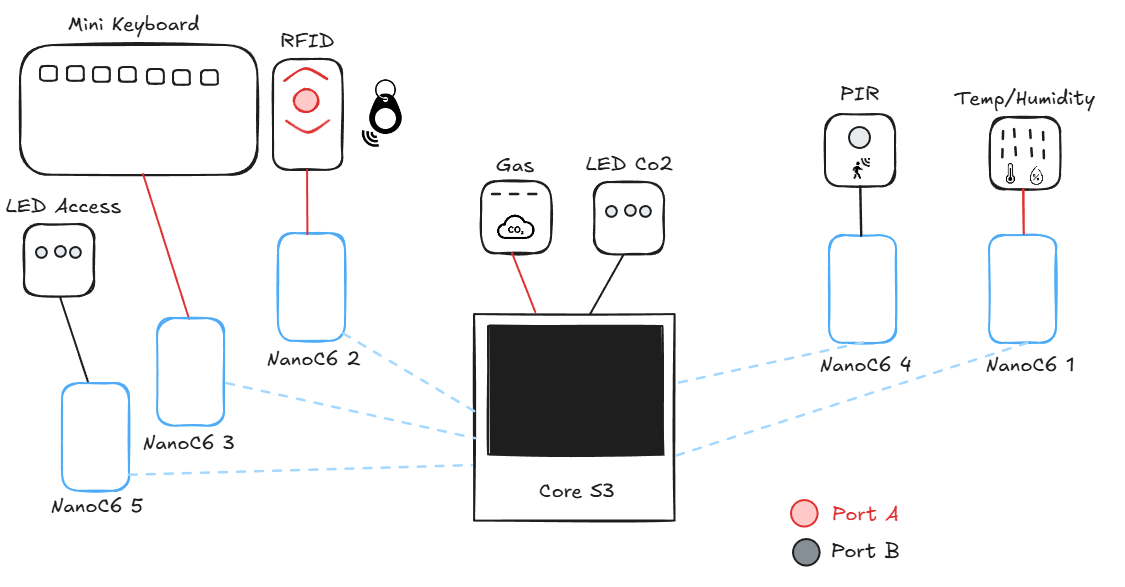 Mini Keyboard
RFID
PIR
Temp/Humidity
Gas
LED Co2
LED Access
CO₂
%
NanoC6 2
NanoC6 4
NanoC6 1
NanoC6 3
Core S3
NanoC6 5
Port A
Port B